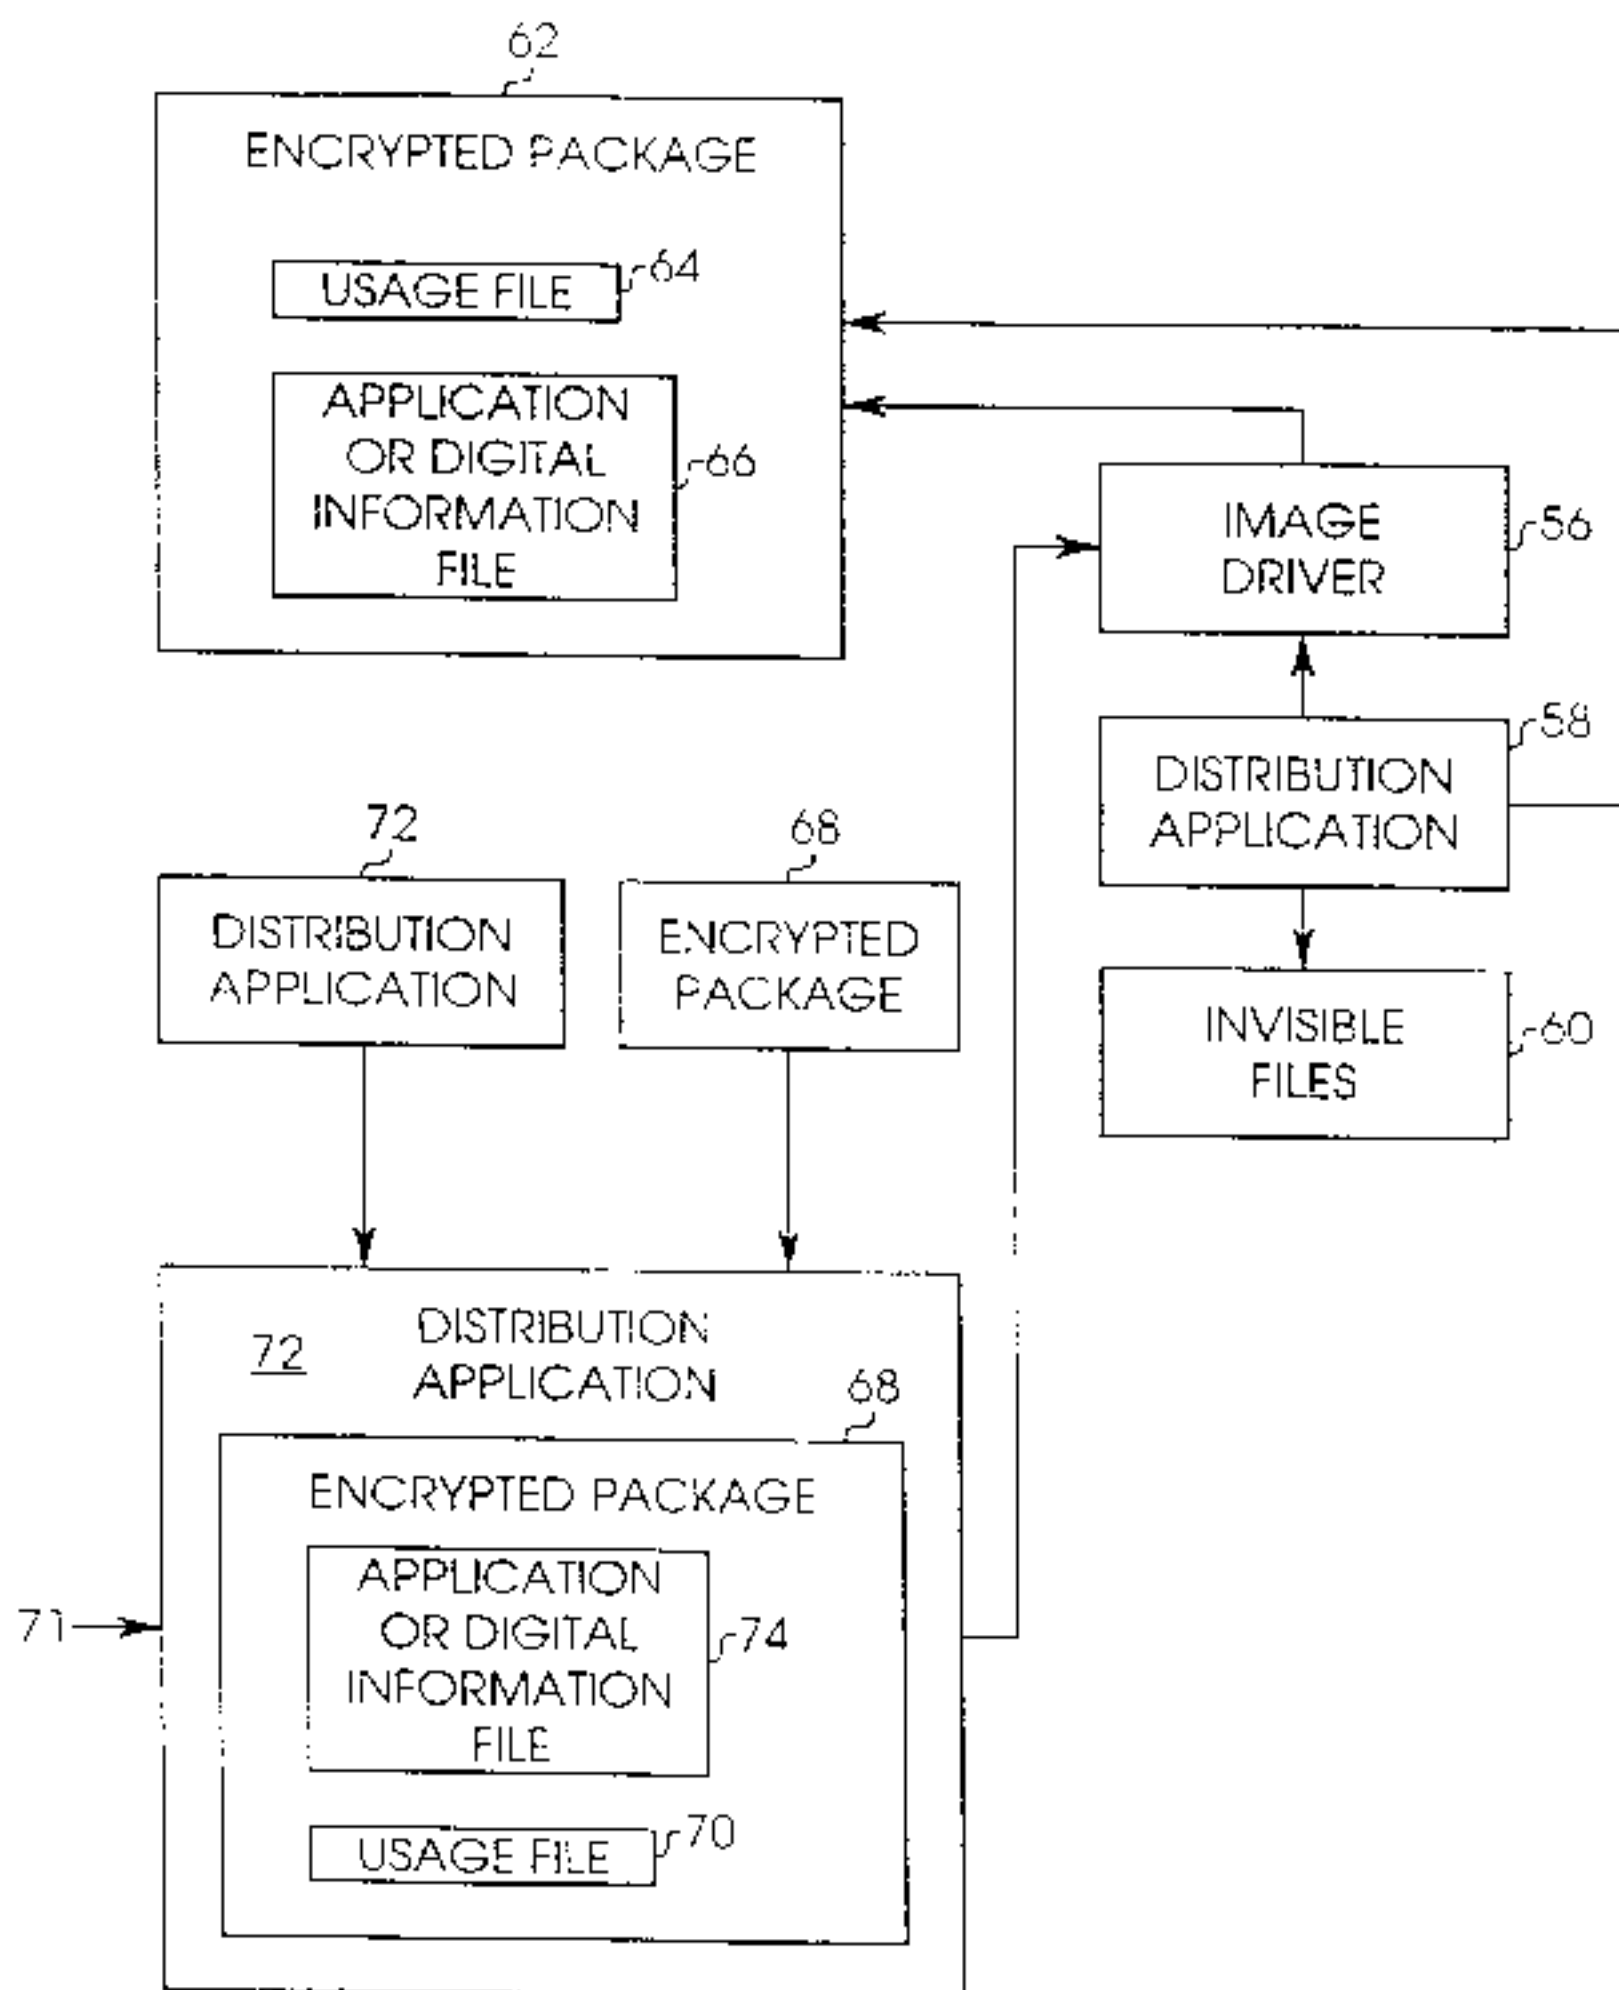 62
ENCRYPTED PACKAGE
USAGE FILE
64
APPLICATION
OR DIGITAL
INFORMATION
FILE
66
IMAGE
DRIVER
56
DISTRIBUTION
APPLICATION
58
INVISIBLE
FILES
60
72
DISTRIBUTION
APPLICATION
68
ENCRYPTED
PACKAGE
72
DISTRIBUTION
APPLICATION
68
ENCRYPTED PACKAGE
APPLICATION
OR DIGITAL
INFORMATION
FILE
74
71
USAGE FILE
70